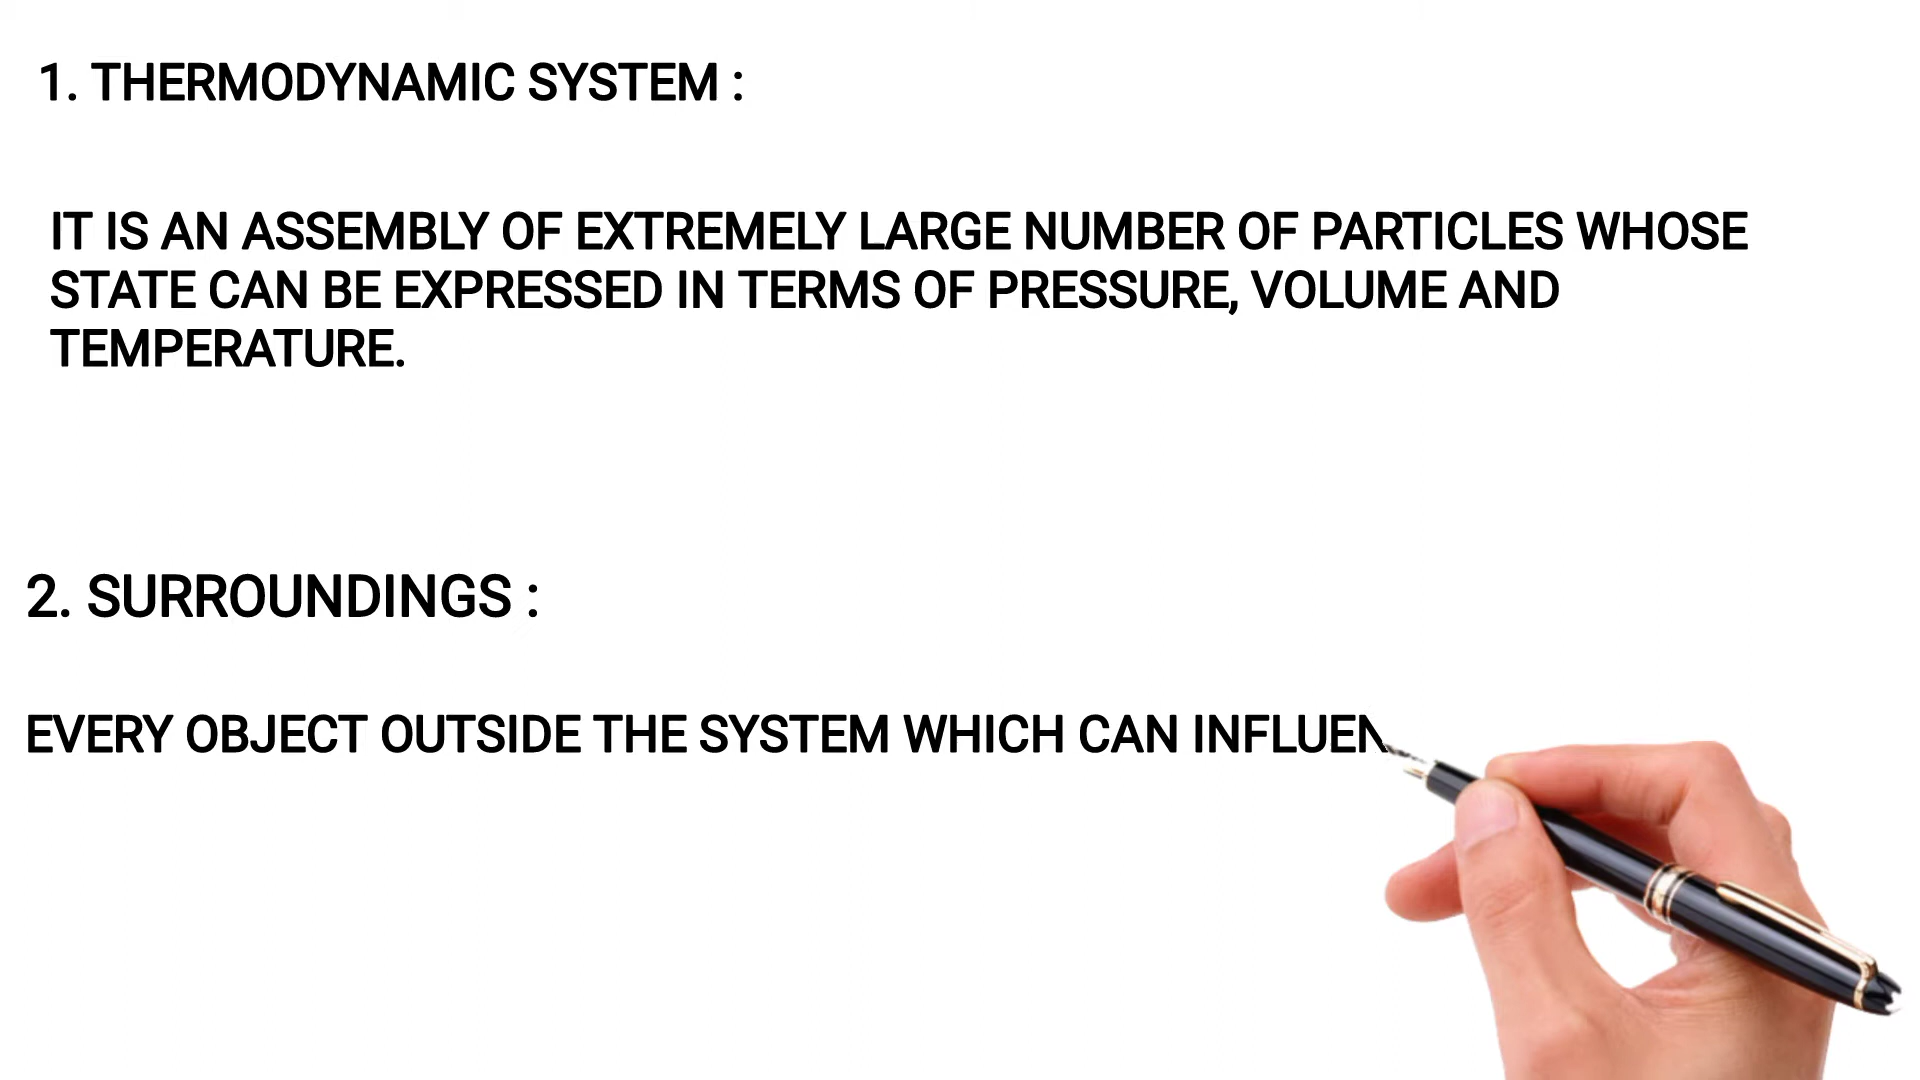 1. THERMODYNAMIC SYSTEM :
IT IS AN ASSEMBLY OF EXTREMELY LARGE NUMBER OF PARTICLES WHOSE
STATE CAN BE EXPRESSED IN TERMS OF PRESSURE, VOLUME AND
TEMPERATURE.
2. SURROUNDINGS :
EVERY OBJECT OUTSIDE THE SYSTEM WHICH CAN INFLUEN